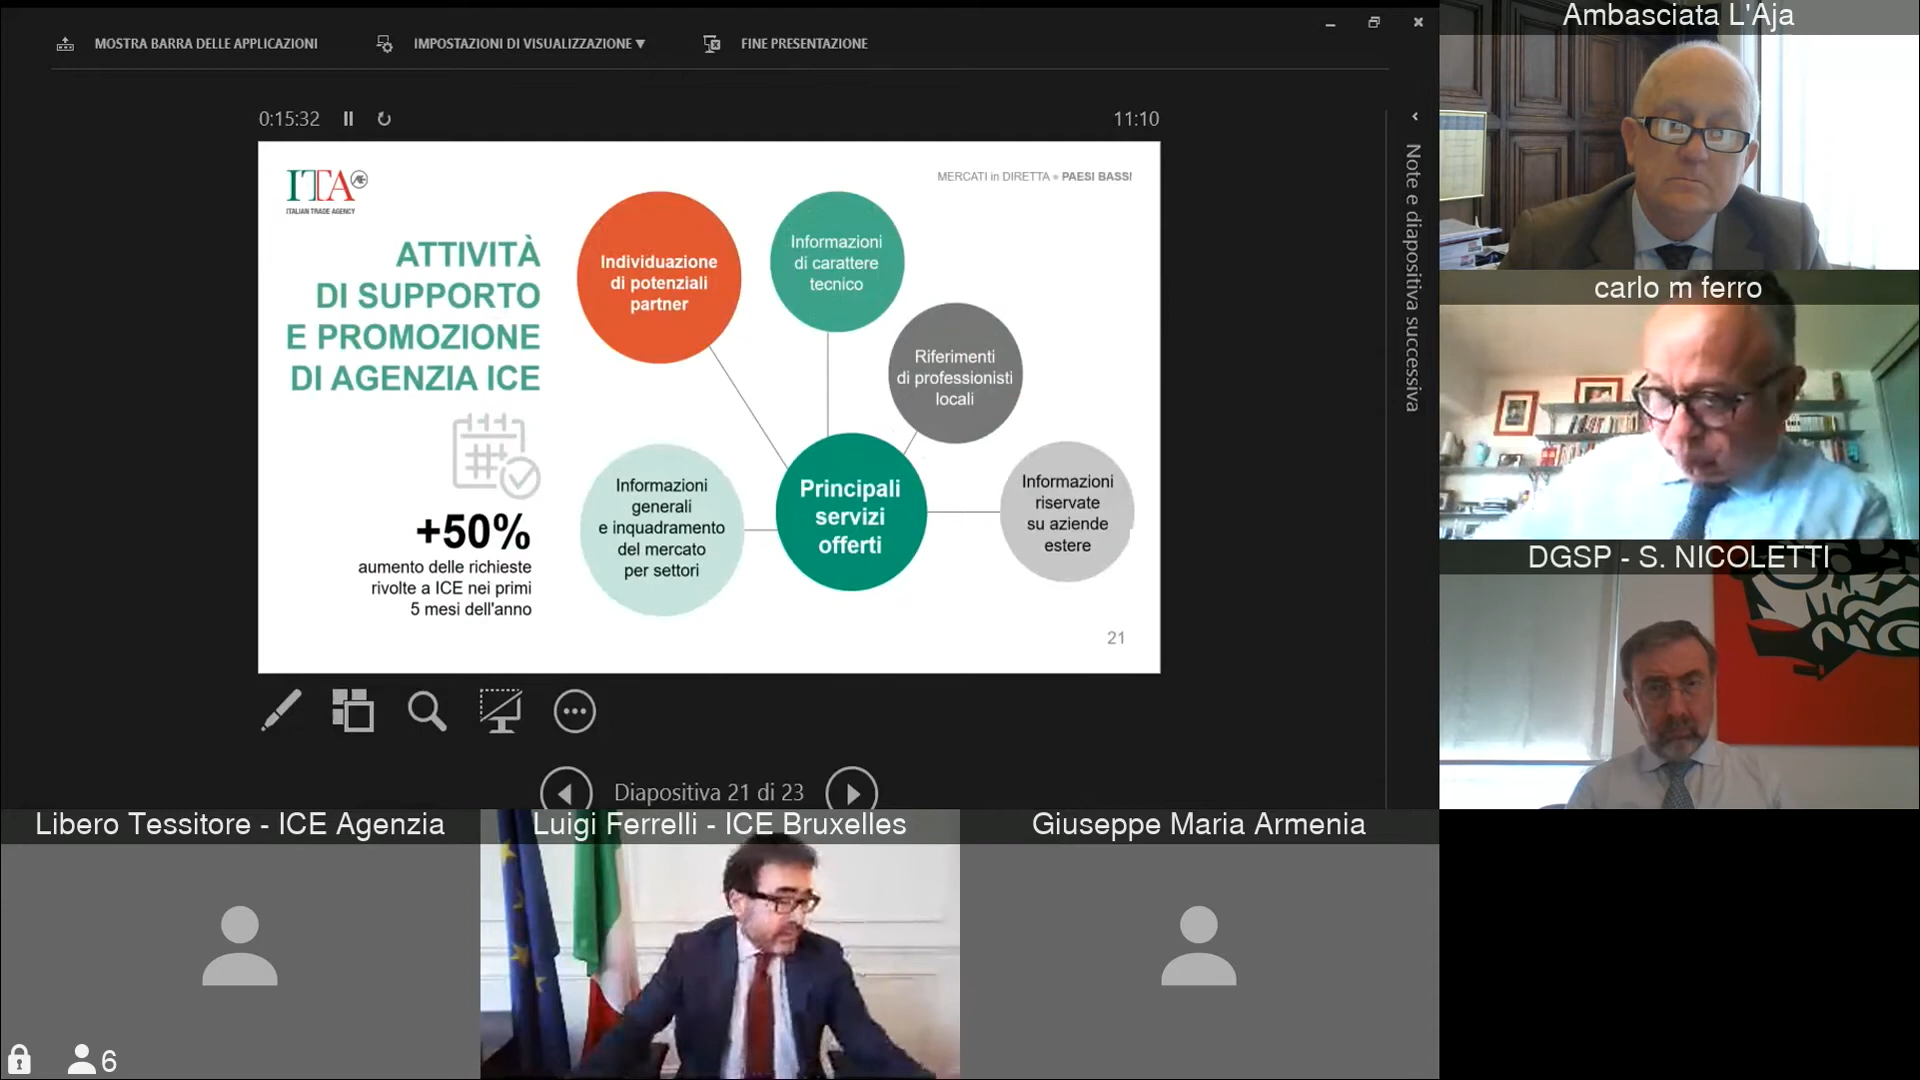 MOSTRA BARRA DELLE APPLICAZIONI
IMPOSTAZIONI DI VISUALIZZAZIONE ▼
FINE PRESENTAZIONE
0:15:32
11:10
ITA
ITALIAN TRADE AGENCY
MERCATI in DIRETTA • PAESI BASSI
ATTIVITÀ
DI SUPPORTO
E PROMOZIONE
DI AGENZIA ICE
+50%
aumento delle richieste
rivolte a ICE nei primi
5 mesi dell'anno
Individuazione
di potenziali
partner
Informazioni
di carattere
tecnico
Riferimenti
di professionisti
locali
Informazioni
riservate
su aziende
estere
Principali
servizi
offerti
Informazioni
generali
e inquadramento
del mercato
per settori
21
Note e diapositiva successiva
Diapositiva 21 di 23
Ambasciata L'Aja
carlo m ferro
DGSP - S. NICOLETTI
Libero Tessitore - ICE Agenzia
Luigi Ferrelli - ICE Bruxelles
Giuseppe Maria Armenia
6